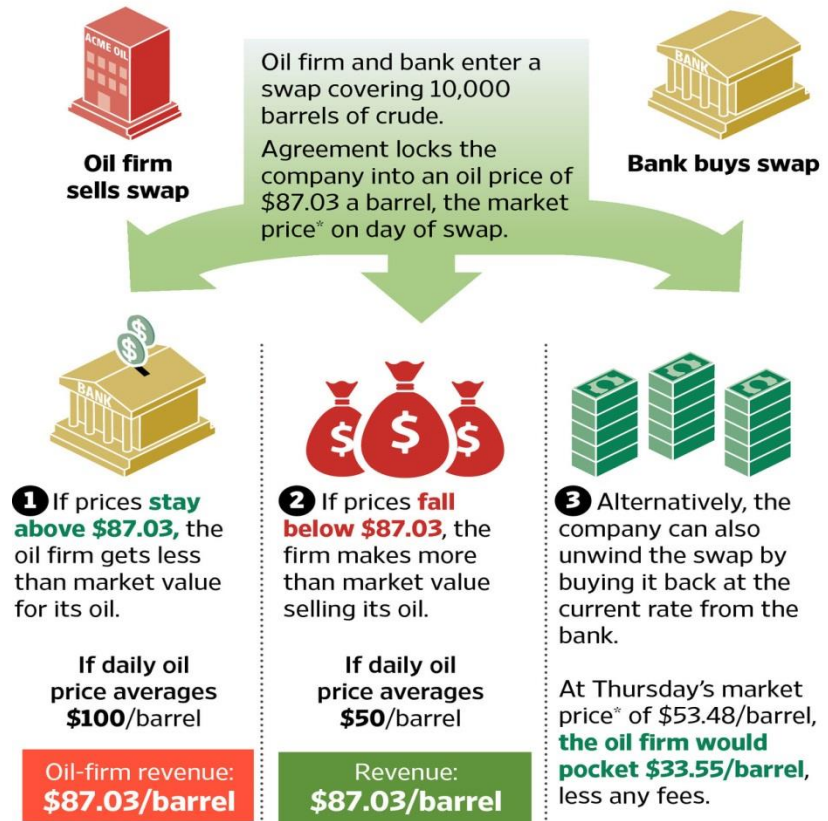 ACME OIL
Oil firm
sells swap
Oil firm and bank enter a
swap covering 10,000
barrels of crude.
Agreement locks the
company into an oil price of
$87.03 a barrel, the market
price* on day of swap.
BANK
Bank buys swap
$
$
BANK
1 If prices stay
above $87.03, the
oil firm gets less
than market value
for its oil.
If daily oil
price averages
$100/barrel
Oil-firm revenue:
$87.03/barrel
$ $ $
2 If prices fall
below $87.03, the
firm makes more
than market value
selling its oil.
If daily oil
price averages
$50/barrel
Revenue:
$87.03/barrel
3 Alternatively, the
company can also
unwind the swap by
buying it back at the
current rate from the
bank.
At Thursday's market
price* of $53.48/barrel,
the oil firm would
pocket $33.55/barrel,
less any fees.